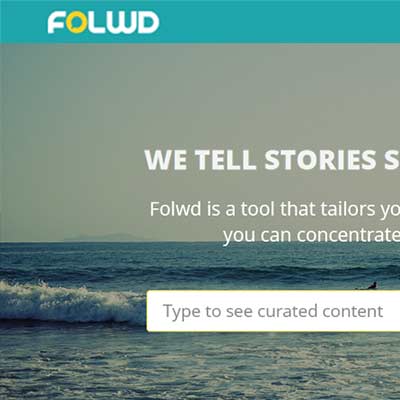 FOLWD
WE TELL STORIES S
Folwd is a tool that tailors yo
you can concentrate
Type to see curated content